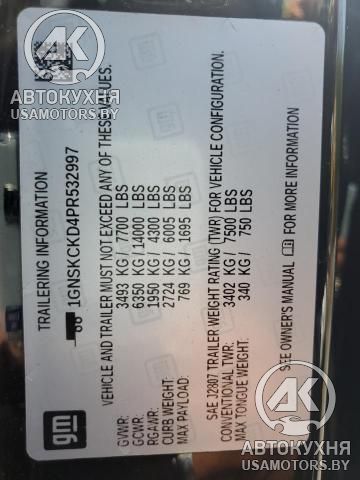 TRAILERING INFORMATION
1GNSKCKD4PR532997
VEHICLE AND TRAILER MUST NOT EXCEED ANY OF THESE VALUES.
GVWR: 3493 KG / 7700 LBS
GCWR: 6350 KG / 14000 LBS
RGAWR: 1950 KG / 4300 LBS
CURB WEIGHT: 2724 KG / 6005 LBS
MAX PAYLOAD: 769 KG / 1695 LBS
SAE J2807 TRAILER WEIGHT RATING (TWR) FOR VEHICLE CONFIGURATION.
CONVENTIONAL TWR: 3402 KG / 7500 LBS
MAX TONGUE WEIGHT: 340 KG / 750 LBS
SEE OWNER'S MANUAL FOR MORE INFORMATION
gm
АК
АВТОКУХНЯ
USAMOTORS.BY
АК
АВТОКУХНЯ
USAMOTORS.BY
АК
АВТОКУХНЯ
USAMOTORS.BY